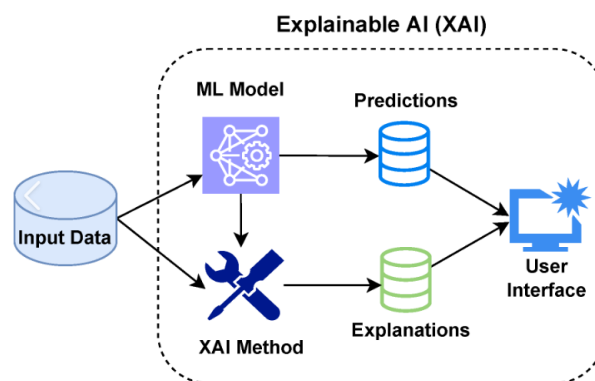 Explainable AI (XAI)
ML Model
Predictions
Input Data
User
Interface
XAI Method
Explanations